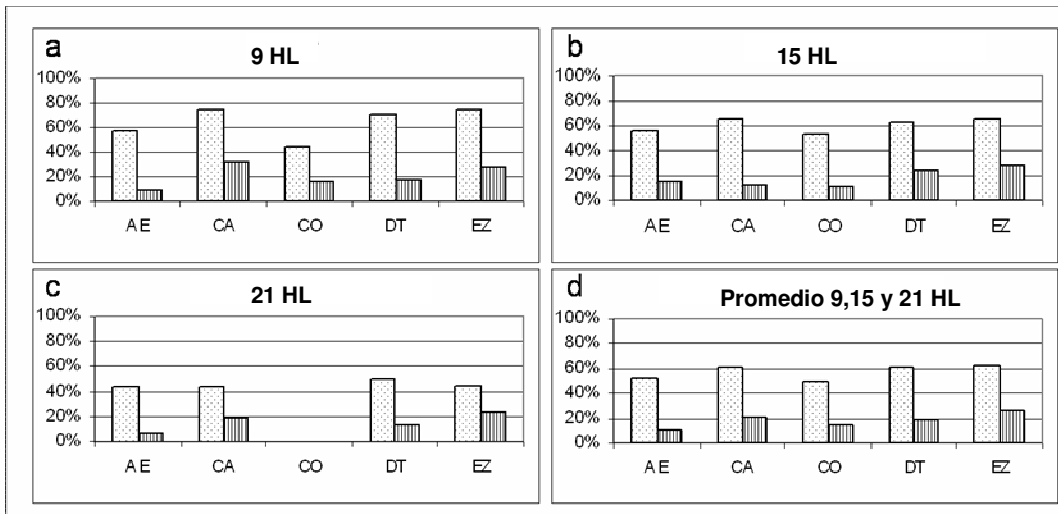 a
9 HL
100%
80%
60%
40%
20%
0%
AE CA CO DT EZ
b
15 HL
100%
80%
60%
40%
20%
0%
AE CA CO DT EZ
c
21 HL
100%
80%
60%
40%
20%
0%
AE CA CO DT EZ
d
Promedio 9,15 y 21 HL
100%
80%
60%
40%
20%
0%
AE CA CO DT EZ